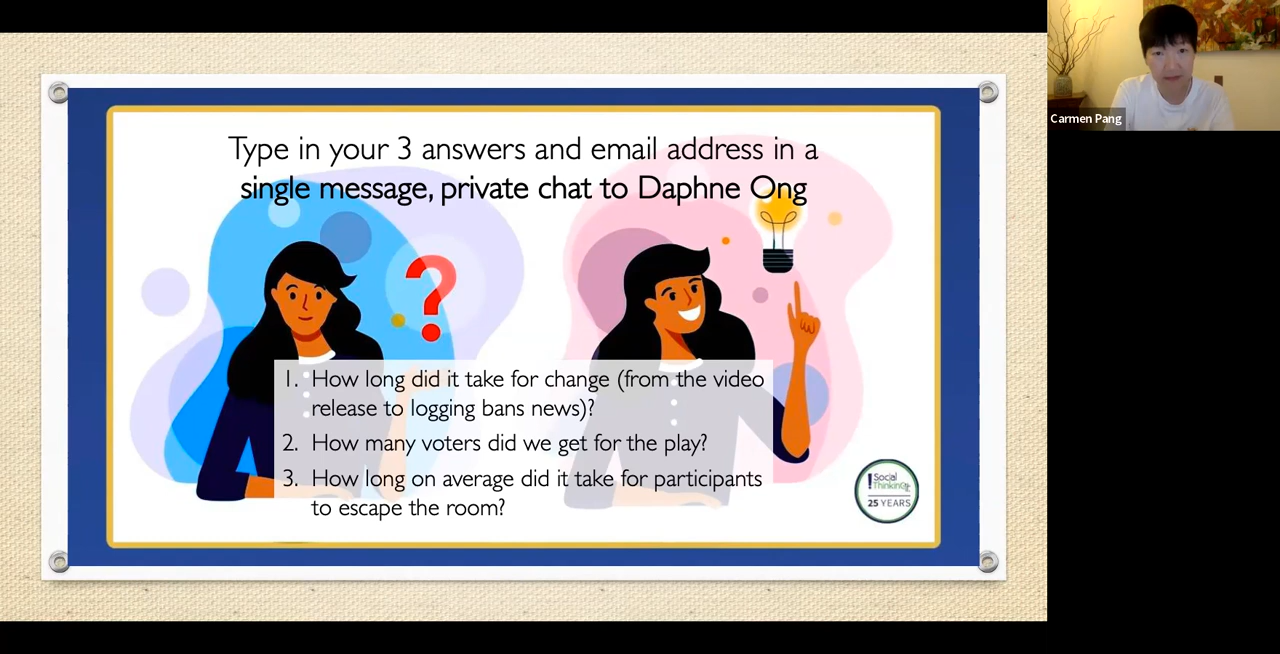 Type in your 3 answers and email address in a
single message, private chat to Daphne Ong
1. How long did it take for change (from the video
release to logging bans news)?
2. How many voters did we get for the play?
3. How long on average did it take for participants
to escape the room?
Social
Thinking
25 YEARS
Carmen Pang